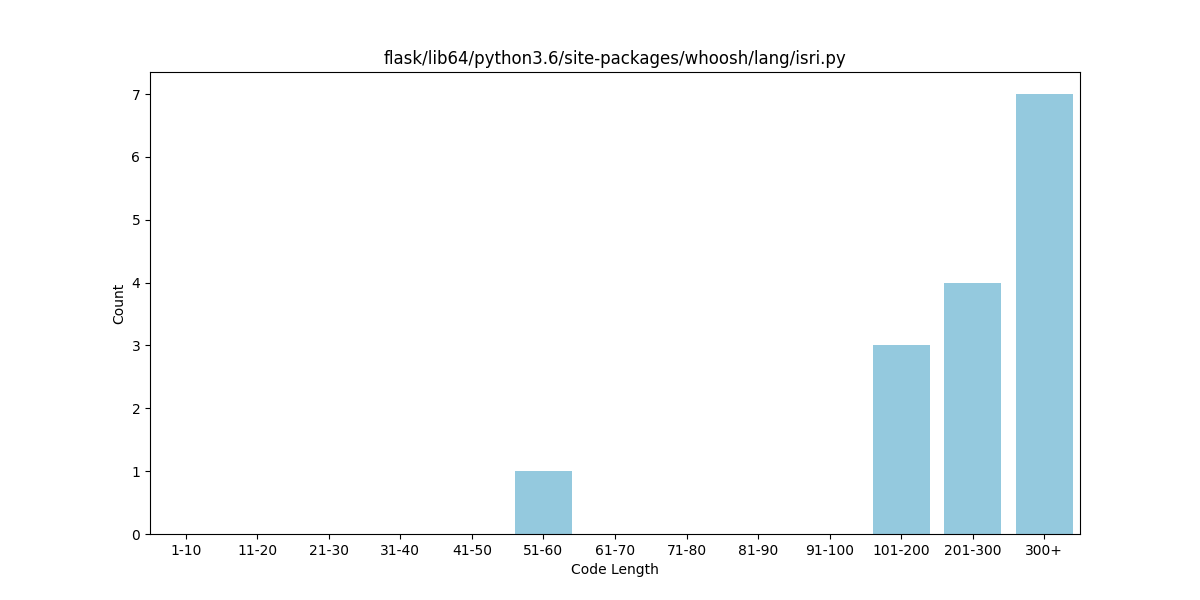 flask/lib64/python3.6/site-packages/whoosh/lang/isri.py
7
6
5
4
3
2
1
0
Count
1-10 11-20 21-30 31-40 41-50 51-60 61-70 71-80 81-90 91-100 101-200 201-300 300+
Code Length